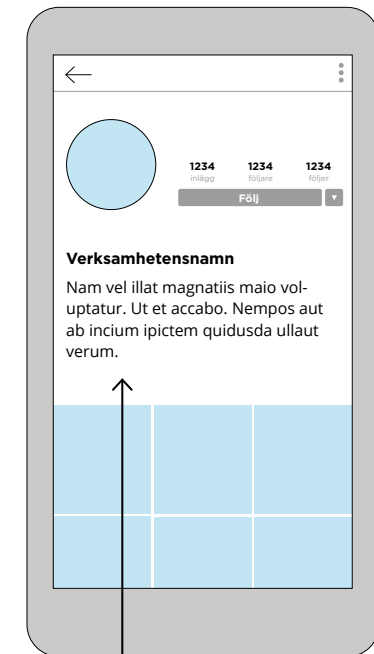 1234 1234 1234
inlägg följare följer
Följ
Verksamhetensnamn
Nam vel illat magnatiis maio vol-
uptatur. Ut et accabo. Nempos aut
ab incium ipictem quidusda ullaut
verum.